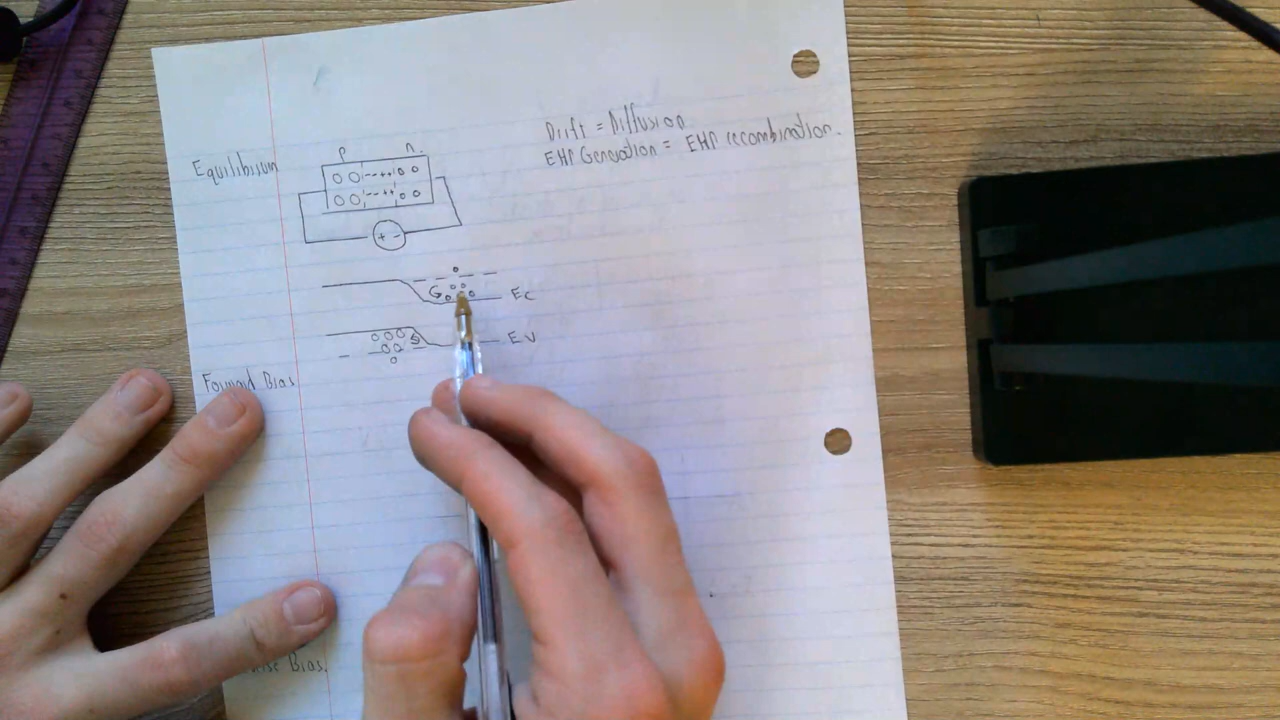 Drift = Diffusion
EHP Generation = EHP recombination.
Equilibrium
p n.
+ -
Ec
Ev
Forward Bias
Bias.